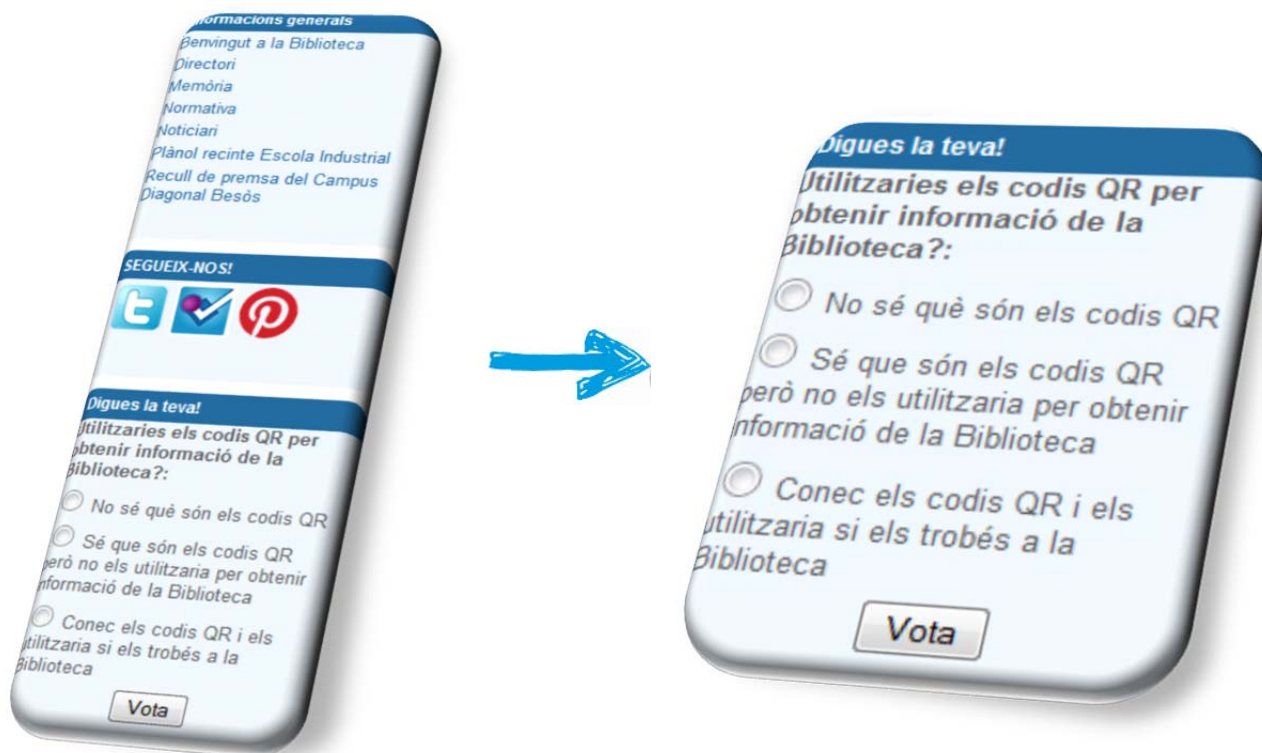 Informacions generals
Benvingut a la Biblioteca
Directori
Memòria
Normativa
Noticiari
Plànol recinte Escola Industrial
Recull de premsa del Campus
Diagonal Besòs
SEGUEIX-NOS!
Digues la teva!
Utilitzaries els codis QR per
obtenir informació de la
Biblioteca?:
No sé què són els codis QR
Sé que són els codis QR
però no els utilitzaria per obtenir
informació de la Biblioteca
Conec els codis QR i els
utilitzaria si els trobés a la
Biblioteca
Vota
Digues la teva!
Utilitzaries els codis QR per
obtenir informació de la
Biblioteca?:
No sé què són els codis QR
Sé que són els codis QR
però no els utilitzaria per obtenir
informació de la Biblioteca
Conec els codis QR i els
utilitzaria si els trobés a la
Biblioteca
Vota